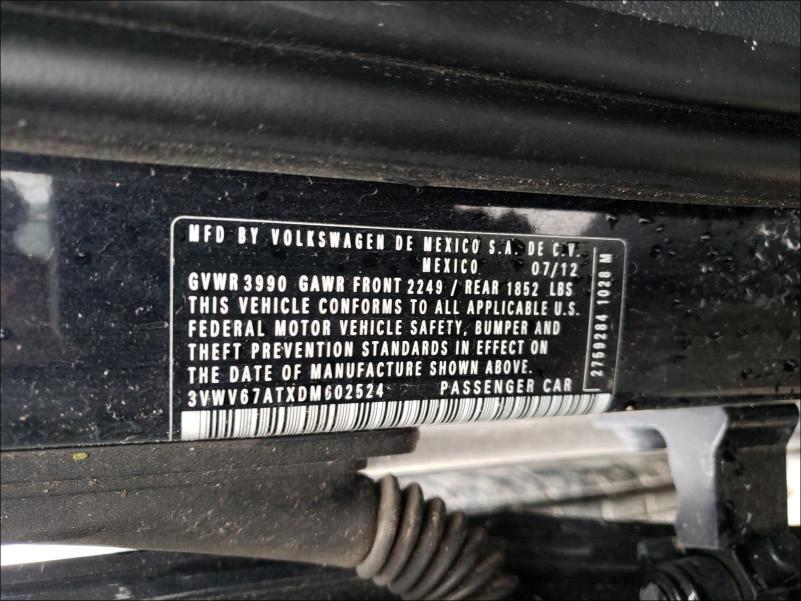 MFD BY VOLKSWAGEN DE MEXICO S.A. DE C.V.
MEXICO 07/12
GVWR 3990 GAWR FRONT 2249 / REAR 1852 LBS
THIS VEHICLE CONFORMS TO ALL APPLICABLE U.S.
FEDERAL MOTOR VEHICLE SAFETY, BUMPER AND
THEFT PREVENTION STANDARDS IN EFFECT ON
THE DATE OF MANUFACTURE SHOWN ABOVE.
3VWV67ATXDM602524 PASSENGER CAR
2759284 1028 M